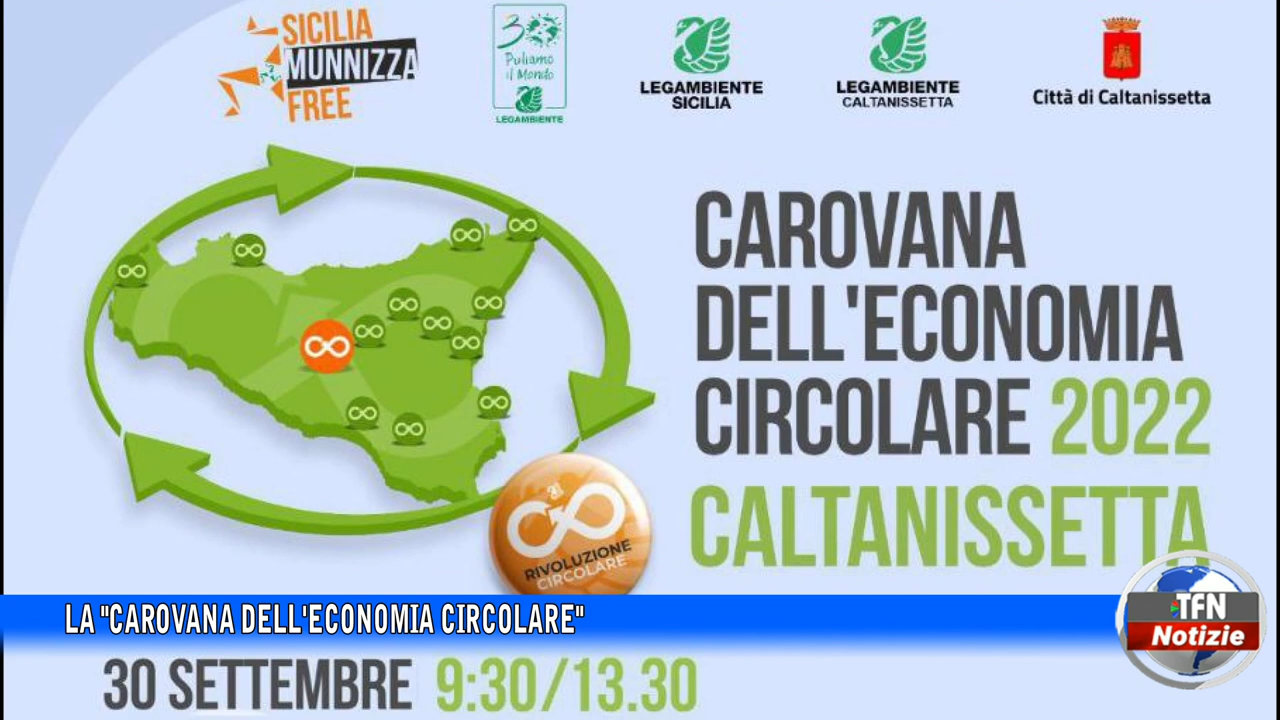 SICILIA
MUNNIZZA
FREE
30
Puliamo
il Mondo
LEGAMBIENTE
LEGAMBIENTE
SICILIA
LEGAMBIENTE
CALTANISSETTA
Città di Caltanissetta
CAROVANA
DELL'ECONOMIA
CIRCOLARE 2022
CALTANISSETTA
RIVOLUZIONE
CIRCOLARE
LA "CAROVANA DELL'ECONOMIA CIRCOLARE"
TFN
Notizie
30 SETTEMBRE 9:30/13.30